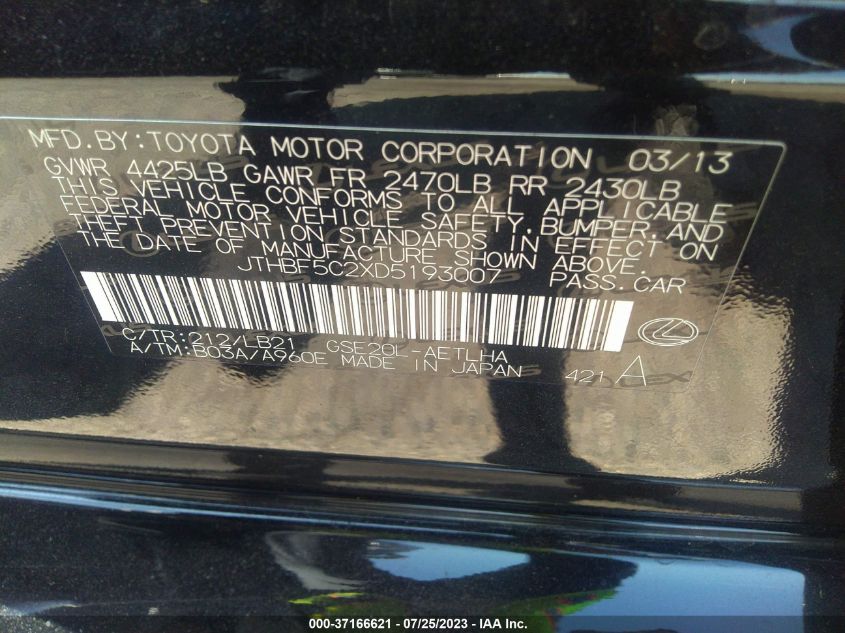 MFD.BY:TOYOTA MOTOR CORPORATION 03/13
GVWR 4425LB GAWR FR 2470LB RR 2430LB
THIS VEHICLE CONFORMS TO ALL APPLICABLE
FEDERAL MOTOR VEHICLE SAFETY,BUMPER,AND
THEFT PREVENTION STANDARDS IN EFFECT ON
THE DATE OF MANUFACTURE SHOWN ABOVE.
JTHBF5C2XD5193007 PASS.CAR
C/TR:212/LB21 GSE20L-AETLHA
A/TM:B03A/A960E MADE IN JAPAN 421 A
000-37166621 / 07/25/2023 - © IAA Inc.